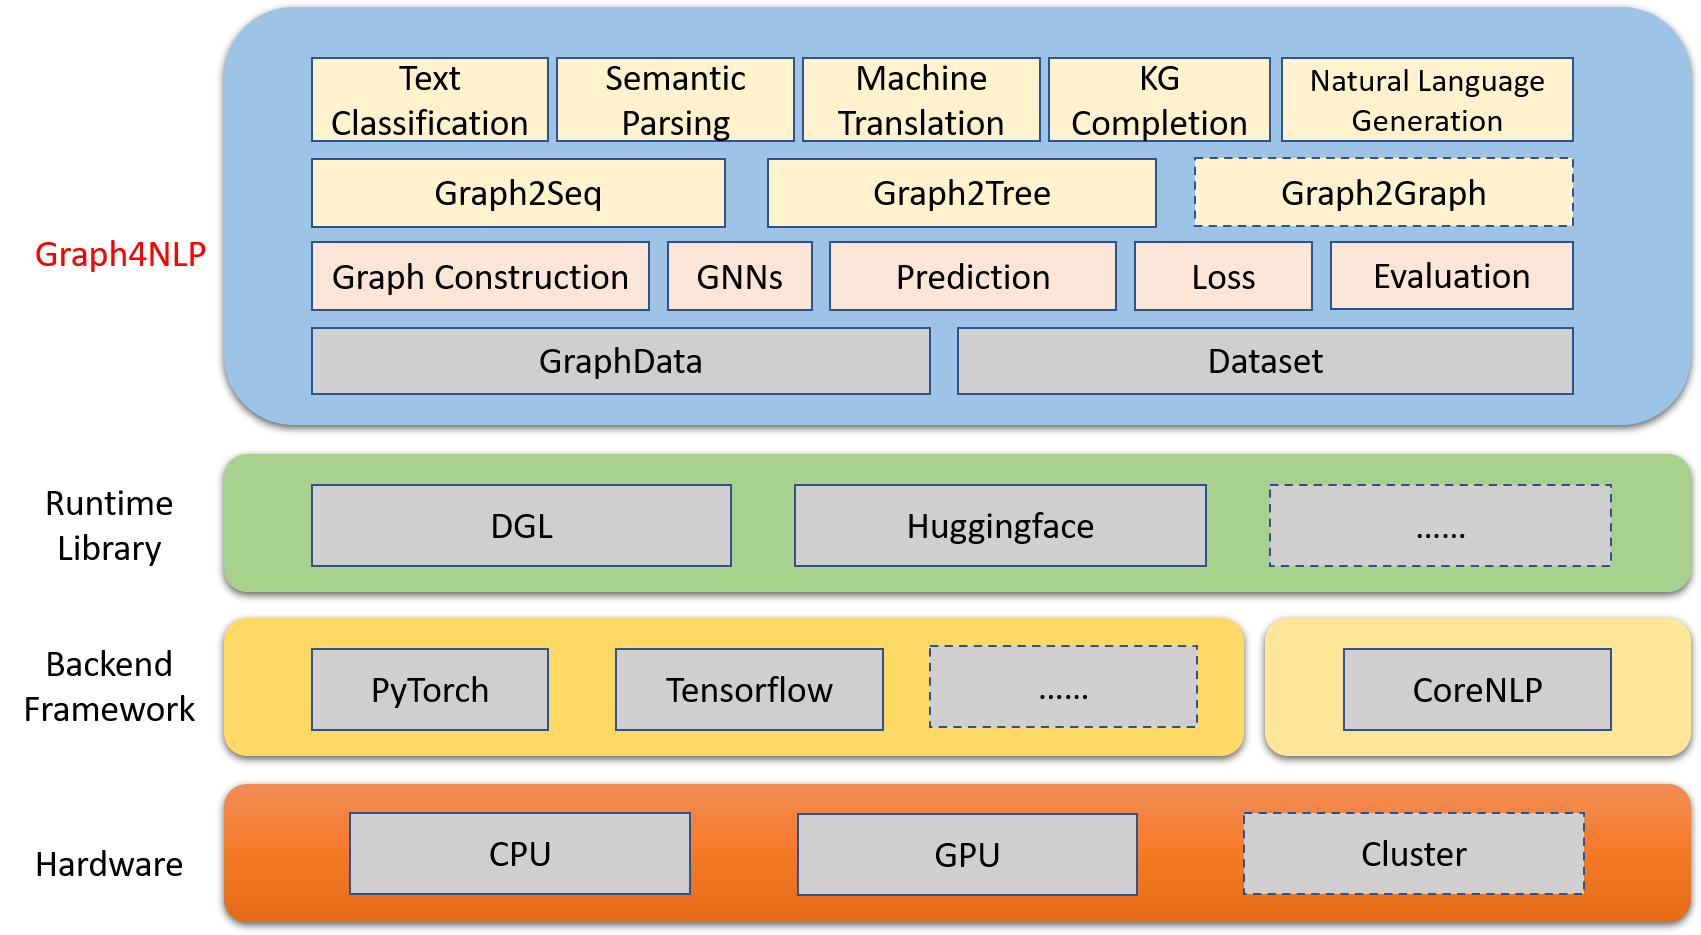 Text
Classification
Semantic
Parsing
Machine
Translation
KG
Completion
Natural Language
Generation
Graph2Seq
Graph2Tree
Graph2Graph
Graph4NLP
Graph Construction
GNNs
Prediction
Loss
Evaluation
GraphData
Dataset
Runtime
Library
DGL
Huggingface
......
Backend
Framework
PyTorch
Tensorflow
......
CoreNLP
Hardware
CPU
GPU
Cluster